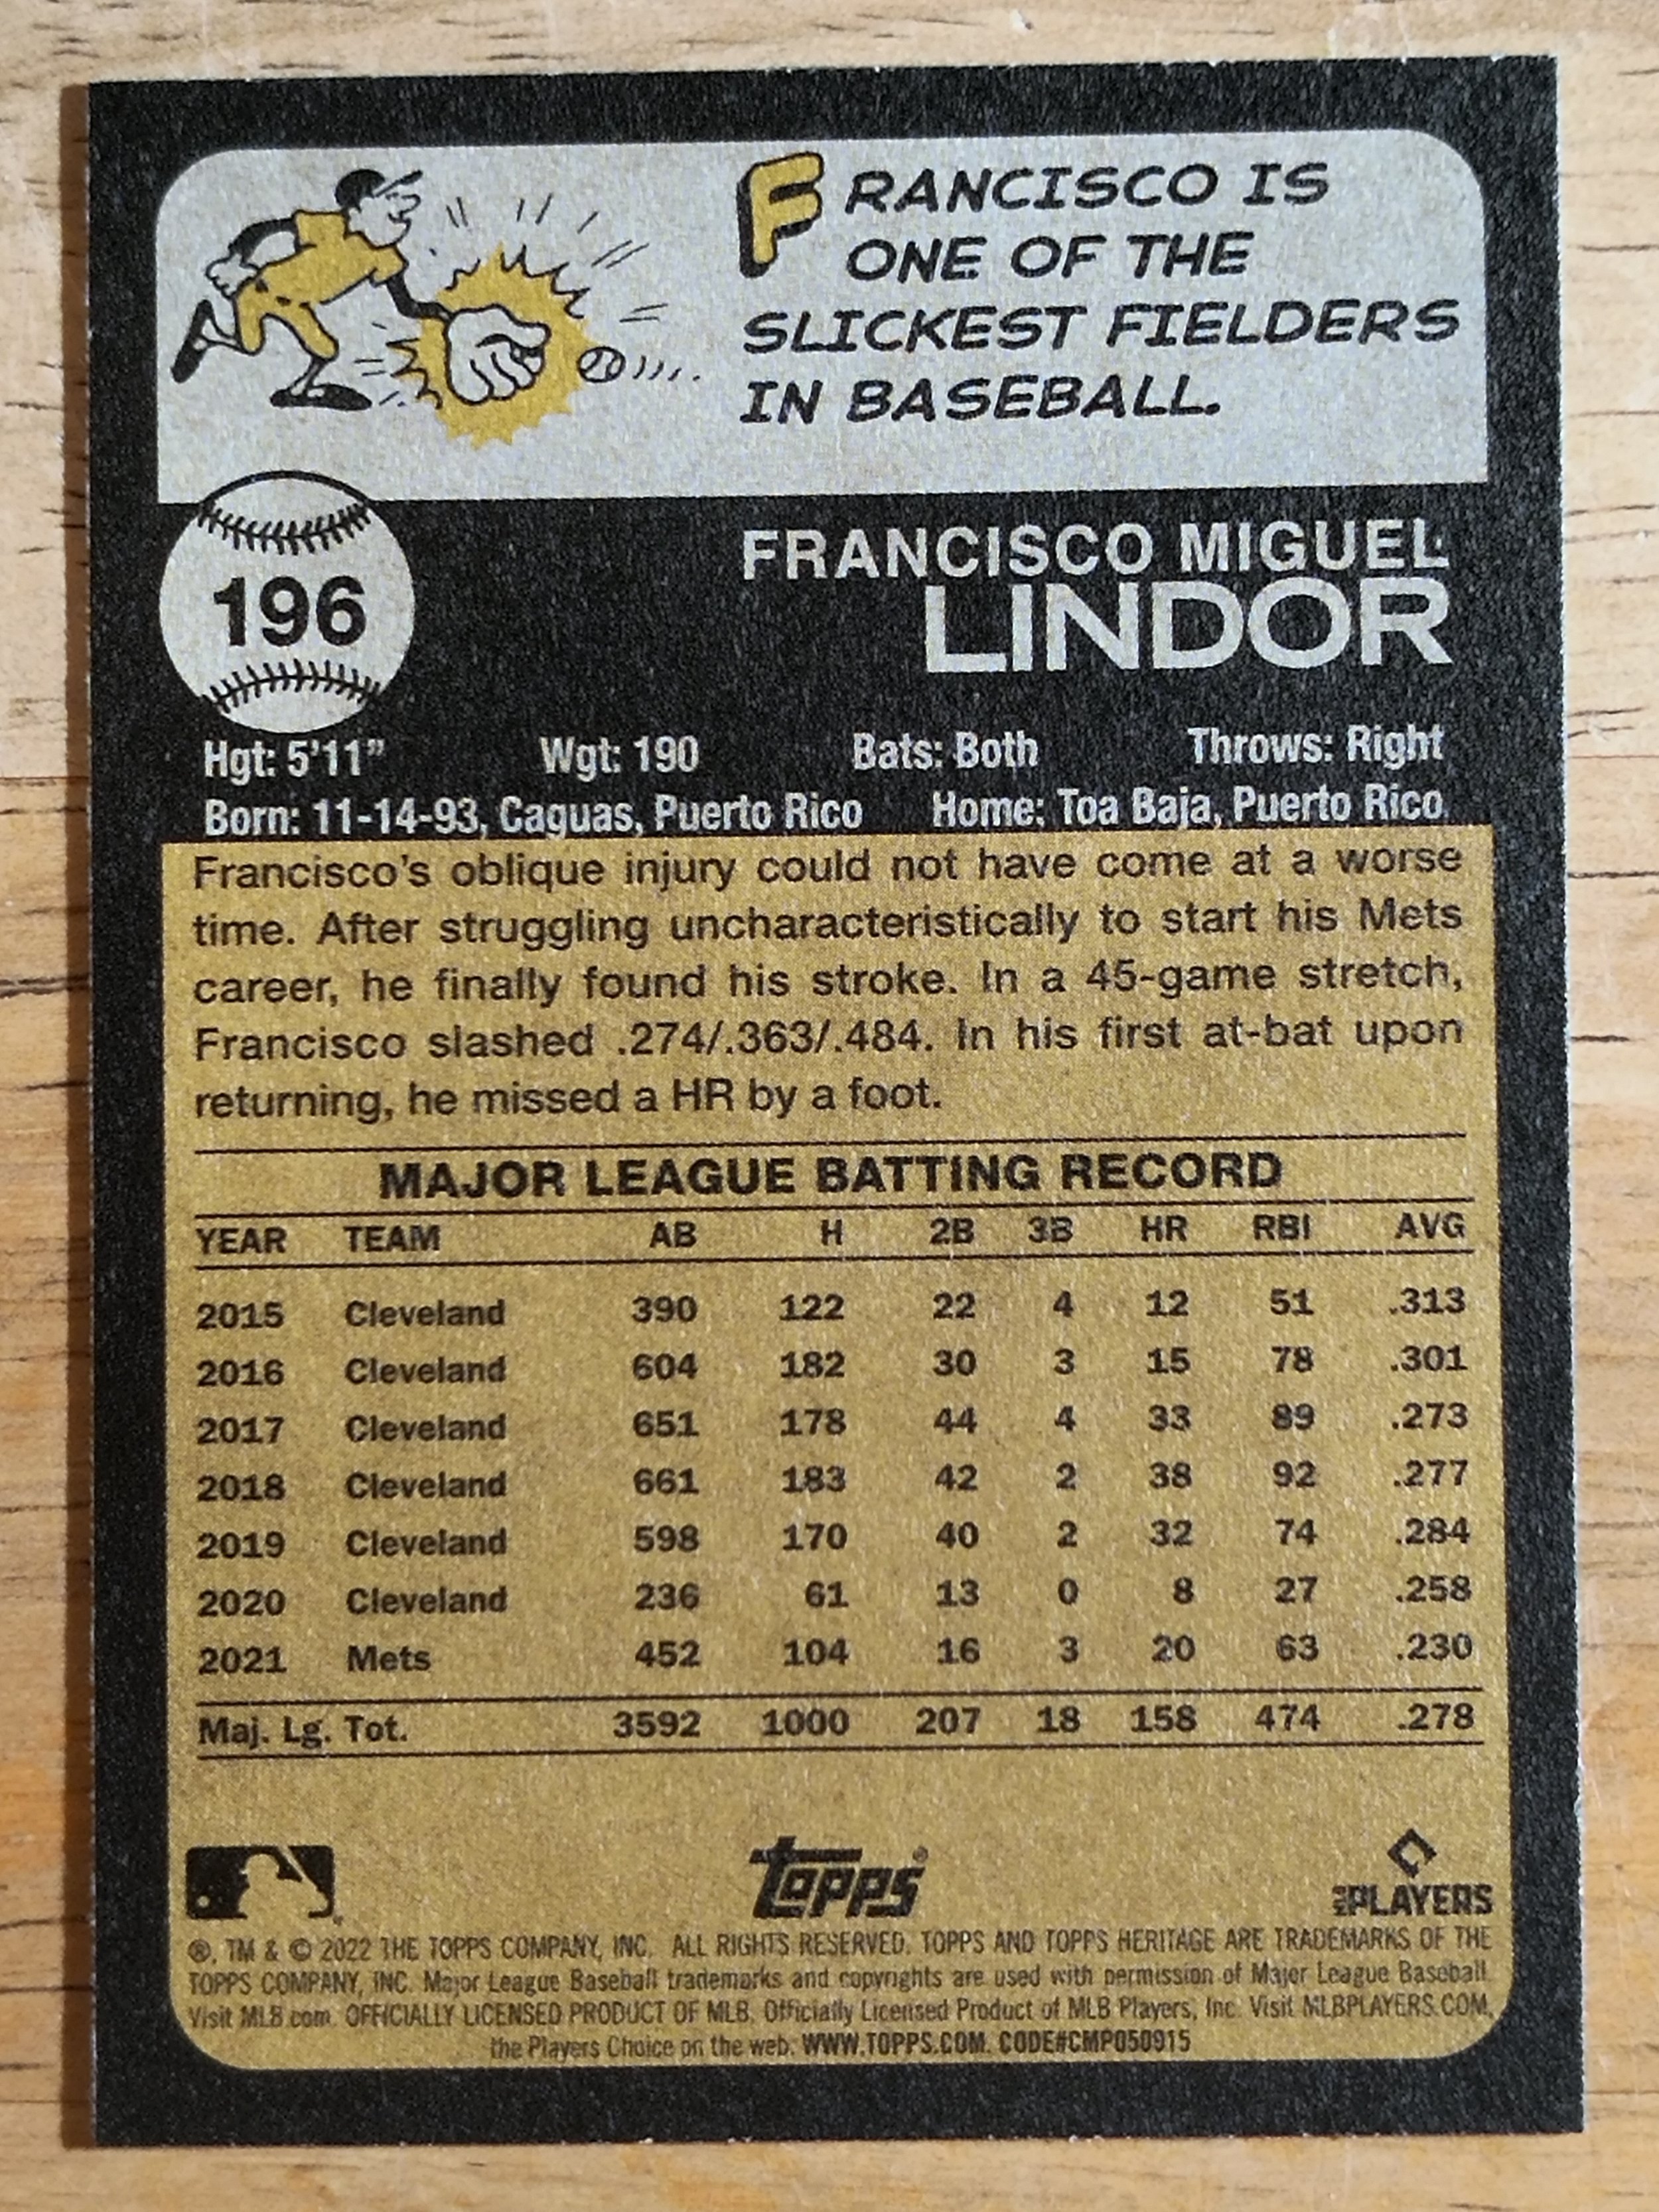 FRANCISCO IS
ONE OF THE
SLICKEST FIELDERS
IN BASEBALL.
196
FRANCISCO MIGUEL
LINDOR
Hgt: 5'11" Wgt: 190 Bats: Both Throws: Right
Born: 11-14-93, Caguas, Puerto Rico Home: Toa Baja, Puerto Rico
Francisco's oblique injury could not have come at a worse
time. After struggling uncharacteristically to start his Mets
career, he finally found his stroke. In a 45-game stretch,
Francisco slashed .274/.363/.484. In his first at-bat upon
returning, he missed a HR by a foot.
MAJOR LEAGUE BATTING RECORD
YEAR TEAM AB H 2B 3B HR RBI AVG
2015 Cleveland 390 122 22 4 12 51 .313
2016 Cleveland 604 182 30 3 15 78 .301
2017 Cleveland 651 178 44 4 33 89 .273
2018 Cleveland 661 183 42 2 38 92 .277
2019 Cleveland 598 170 40 2 32 74 .284
2020 Cleveland 236 61 13 0 8 27 .258
2021 Mets 452 104 16 3 20 63 .230
Maj. Lg. Tot. 3592 1000 207 18 158 474 .278
topps®
PLAYERS
®, TM & © 2022 THE TOPPS COMPANY, INC. ALL RIGHTS RESERVED. TOPPS AND TOPPS HERITAGE ARE TRADEMARKS OF THE
TOPPS COMPANY, INC. Major League Baseball trademarks and copyrights are used with permission of Major League Baseball.
Visit MLB.com. OFFICIALLY LICENSED PRODUCT OF MLB. Officially Licensed Product of MLB Players, Inc. Visit MLBPLAYERS.COM,
the Players Choice on the web. WWW.TOPPS.COM. CODE#CMP050915